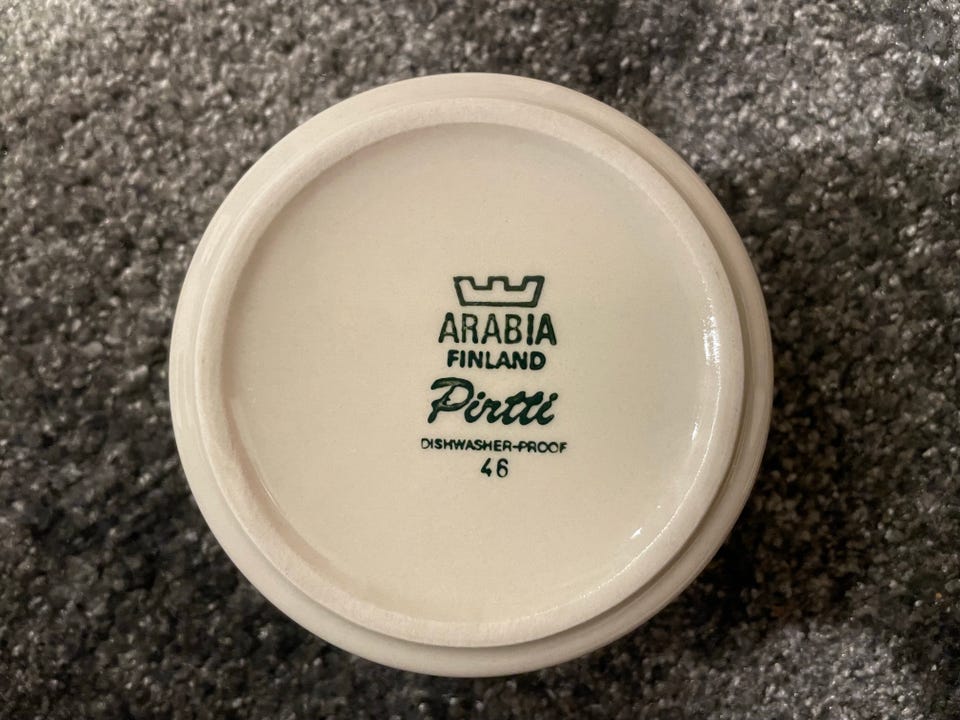 ARABIA
FINLAND
Pirtti
DISHWASHER-PROOF
46